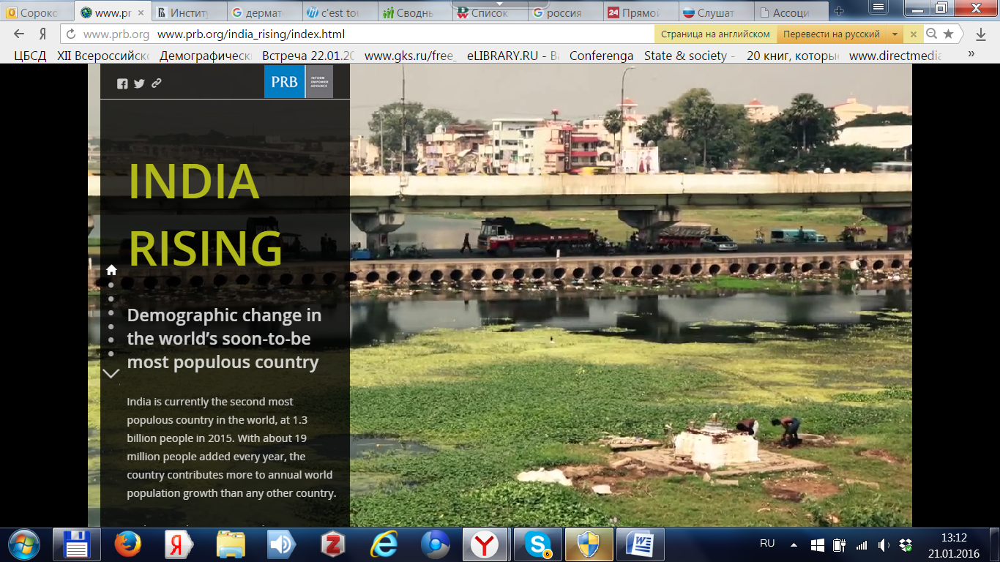 Сороко
www.pr
Институ
дермат
c'est tou
Сводны
Список
россия
Прямой
Слушат
Ассоци
www.prb.org www.prb.org/india_rising/index.html
Страница на английском
Перевести на русский
ЦБСД XII Всероссийск Демографическ Встреча 22.01.20 www.gks.ru/free_ eLIBRARY.RU - Conferenga State & society - 20 книг, которы www.directmedia »
PRB
INFORM
EMPOWER
ADVANCE
INDIA
RISING
Demographic change in
the world's soon-to-be
most populous country
India is currently the second most
populous country in the world, at 1.3
billion people in 2015. With about 19
million people added every year, the
country contributes more to annual world
population growth than any other country.
RU
13:12
21.01.2016